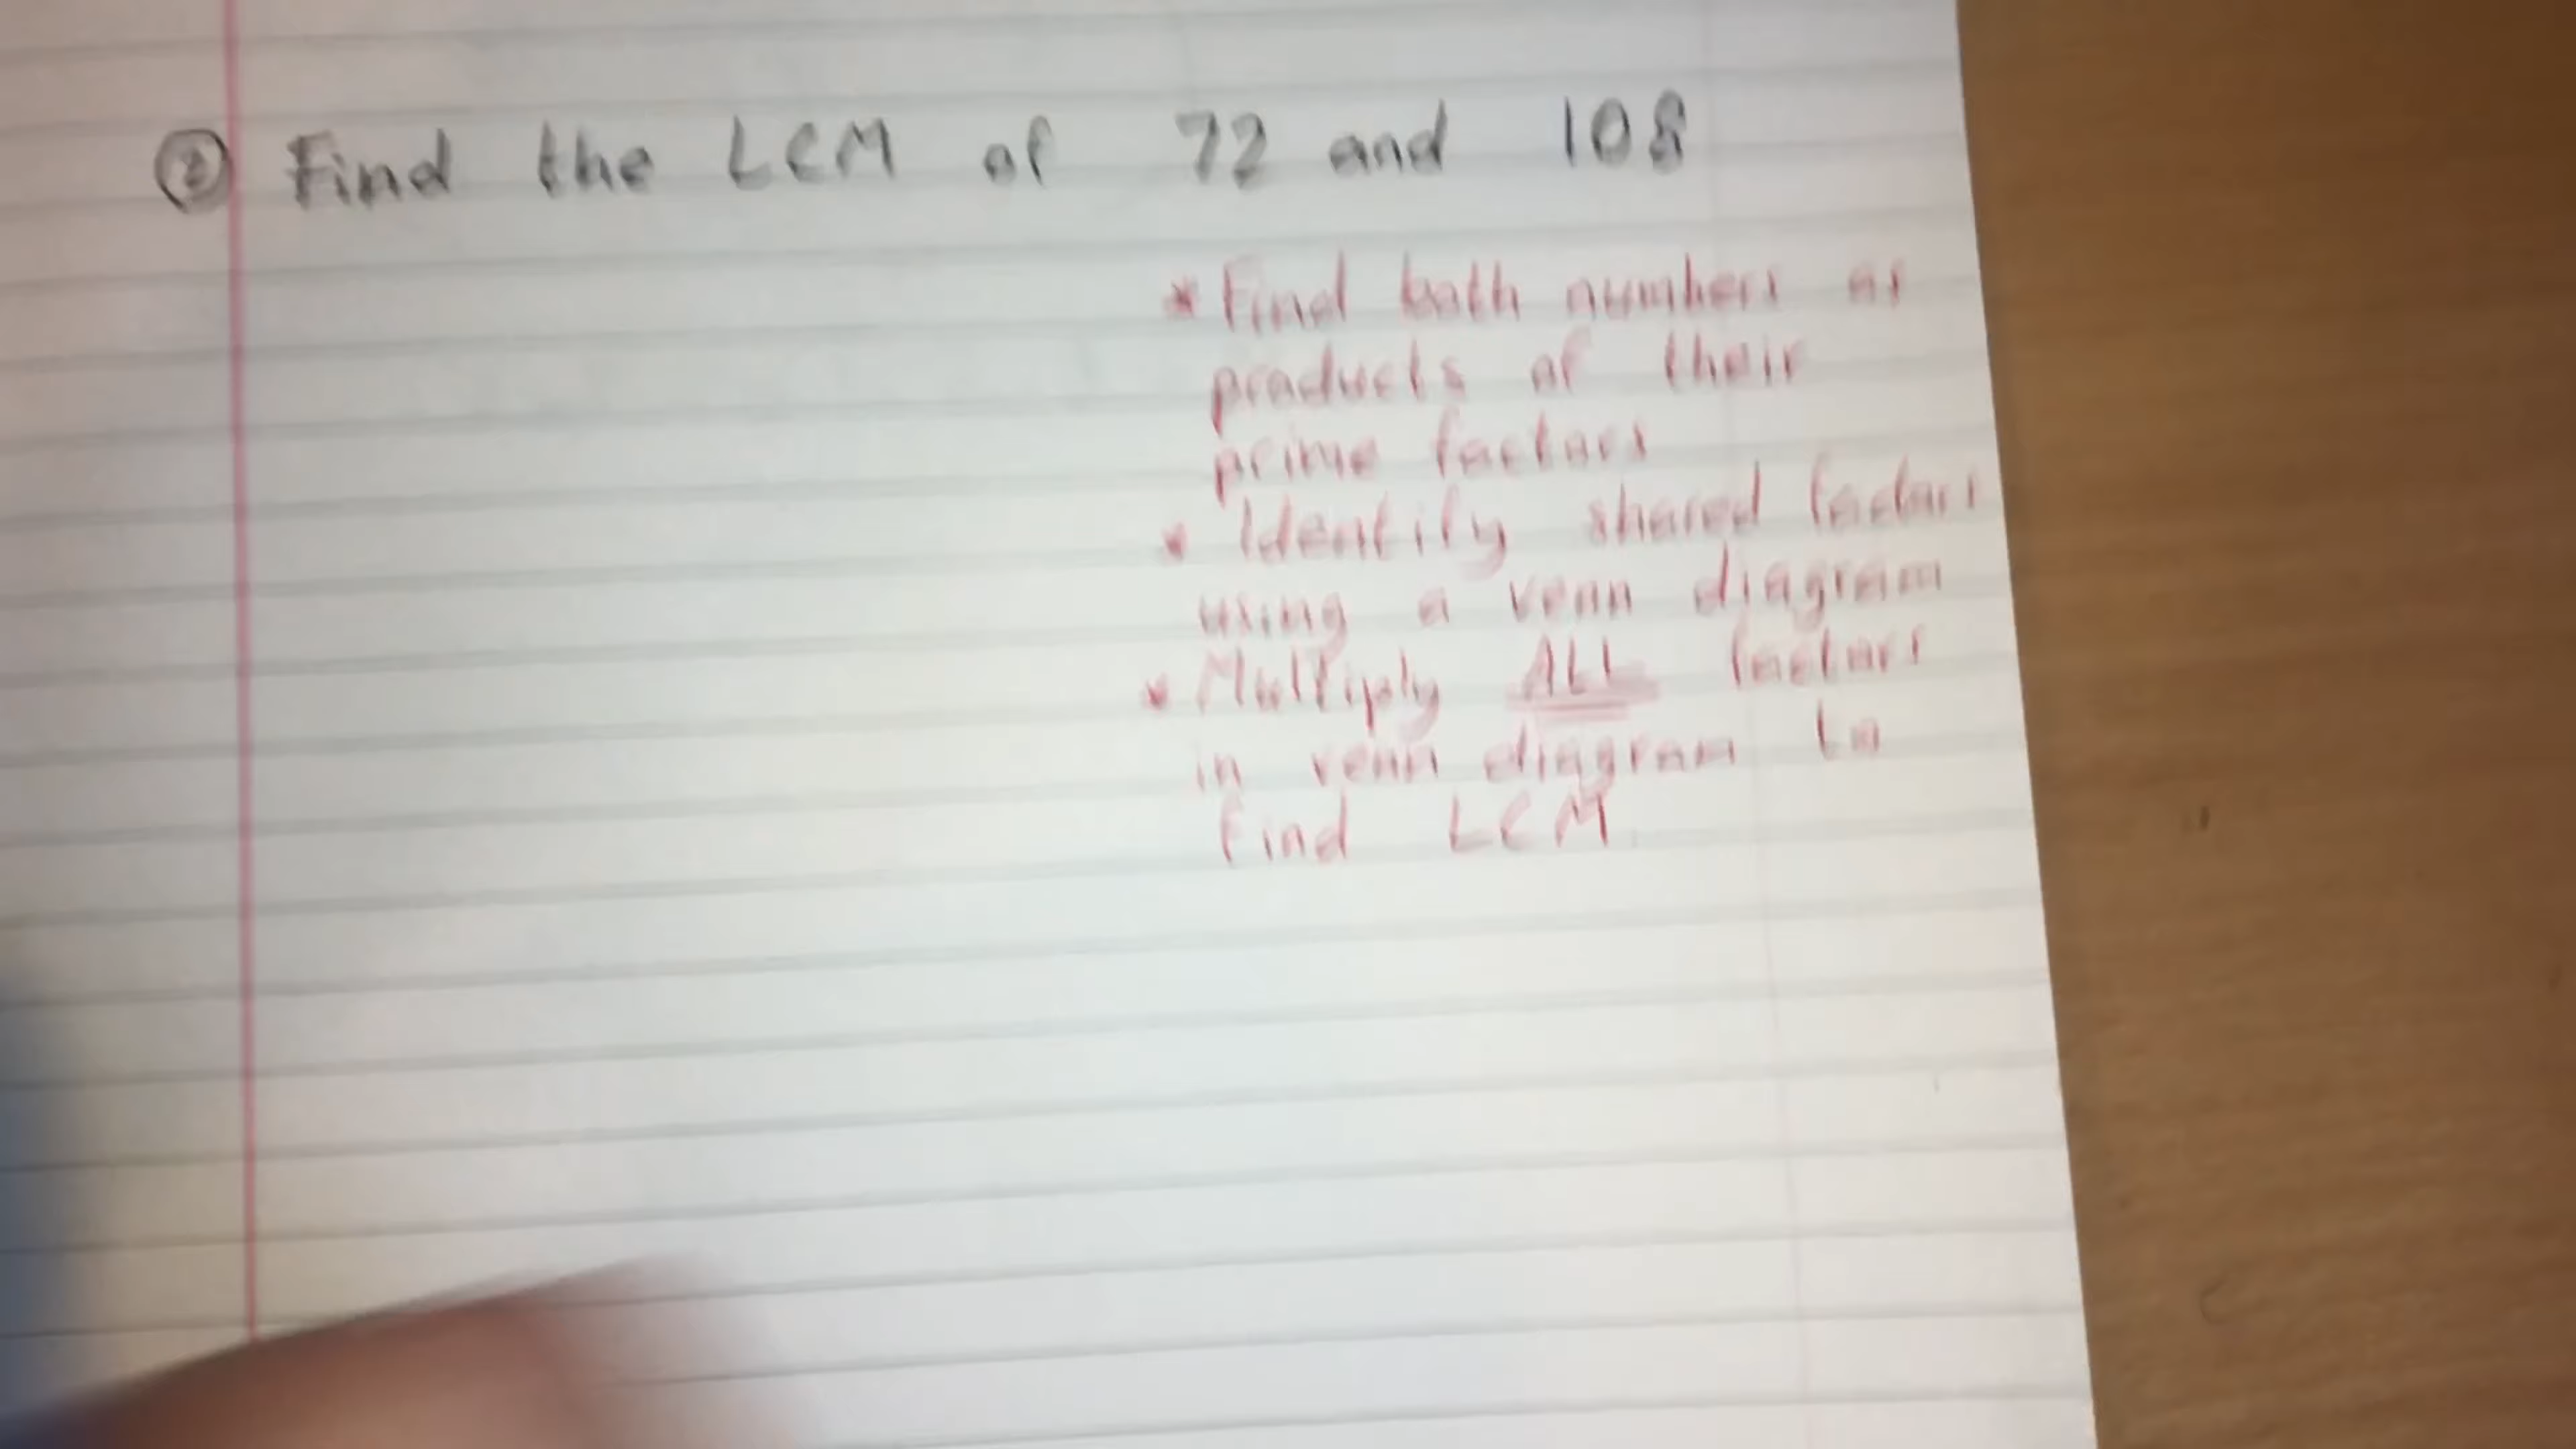 ② Find the LCM of 72 and 108
* Find both numbers as
products of their
prime factors
* Identify shared factors
using a venn diagram
* Multiply ALL factors
in venn diagram to
find LCM